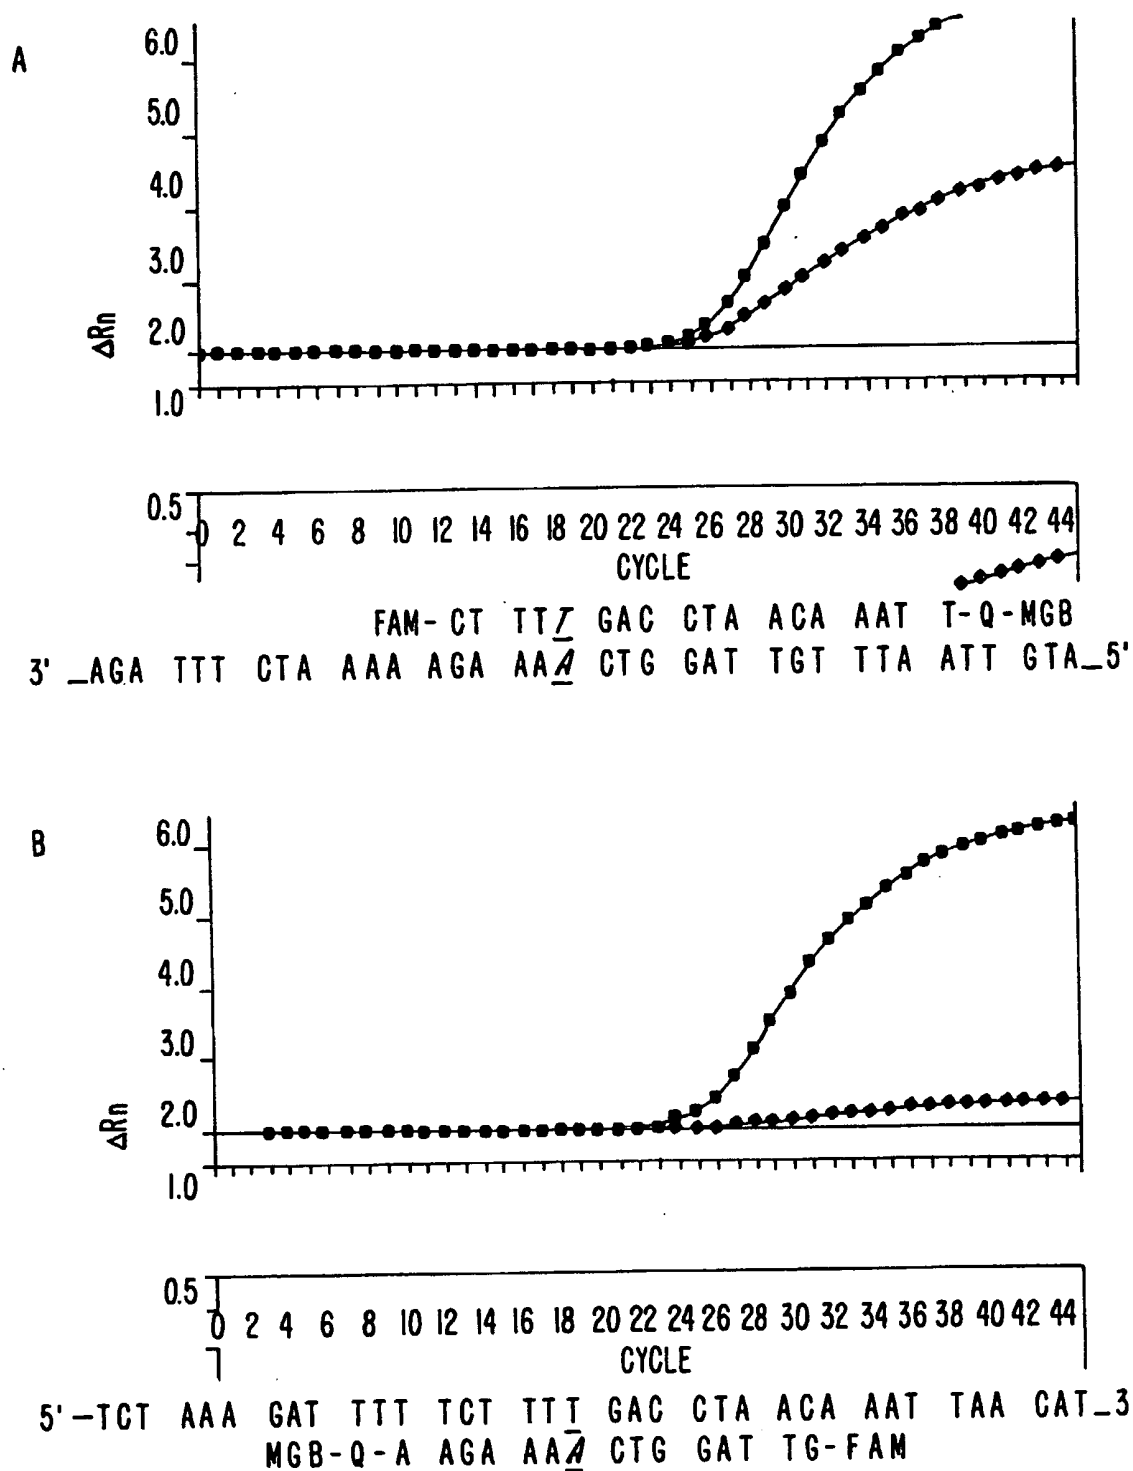 A
6.0
5.0
4.0
3.0
ΔRn
2.0
1.0
0.5
0 2 4 6 8 10 12 14 16 18 20 22 24 26 28 30 32 34 36 38 40 42 44
CYCLE
FAM- CT TTT GAC CTA ACA AAT T-Q-MGB
3' _AGA TTT CTA AAA AGA AAA CTG GAT TGT TTA ATT GTA_5'
B
6.0
5.0
4.0
3.0
ΔRn
2.0
1.0
0.5
0 2 4 6 8 10 12 14 16 18 20 22 24 26 28 30 32 34 36 38 40 42 44
CYCLE
5'-TCT AAA GAT TTT TCT TTT GAC CTA ACA AAT TAA CAT_3
MGB-Q-A AGA AAA CTG GAT TG-FAM